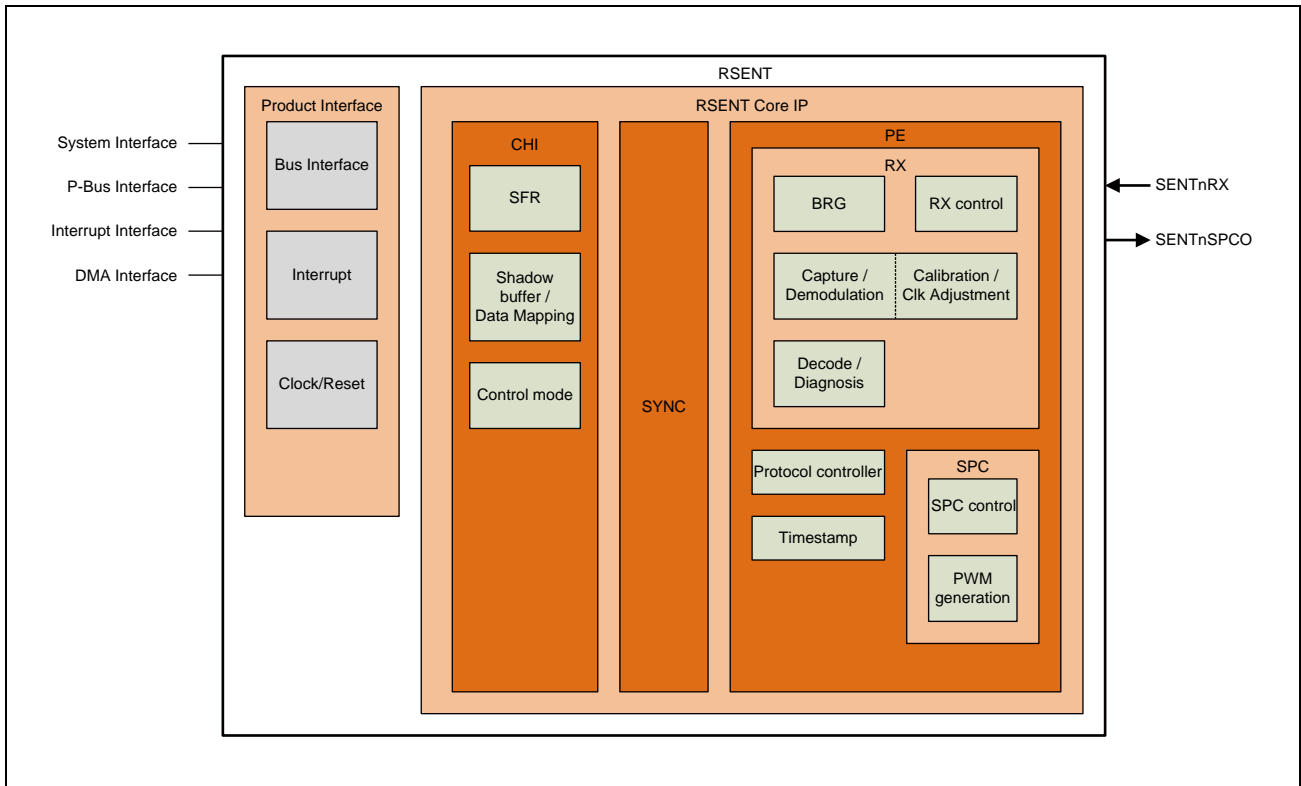 RSENT
Product Interface
RSENT Core IP
System Interface
P-Bus Interface
Interrupt Interface
DMA Interface
Bus Interface
Interrupt
Clock/Reset
CHI
SFR
Shadow
buffer /
Data Mapping
Control mode
SYNC
PE
RX
BRG
RX control
Capture /
Demodulation
Calibration /
Clk Adjustment
Decode /
Diagnosis
Protocol controller
Timestamp
SPC
SPC control
PWM
generation
SENTnRX
SENTnSPCO